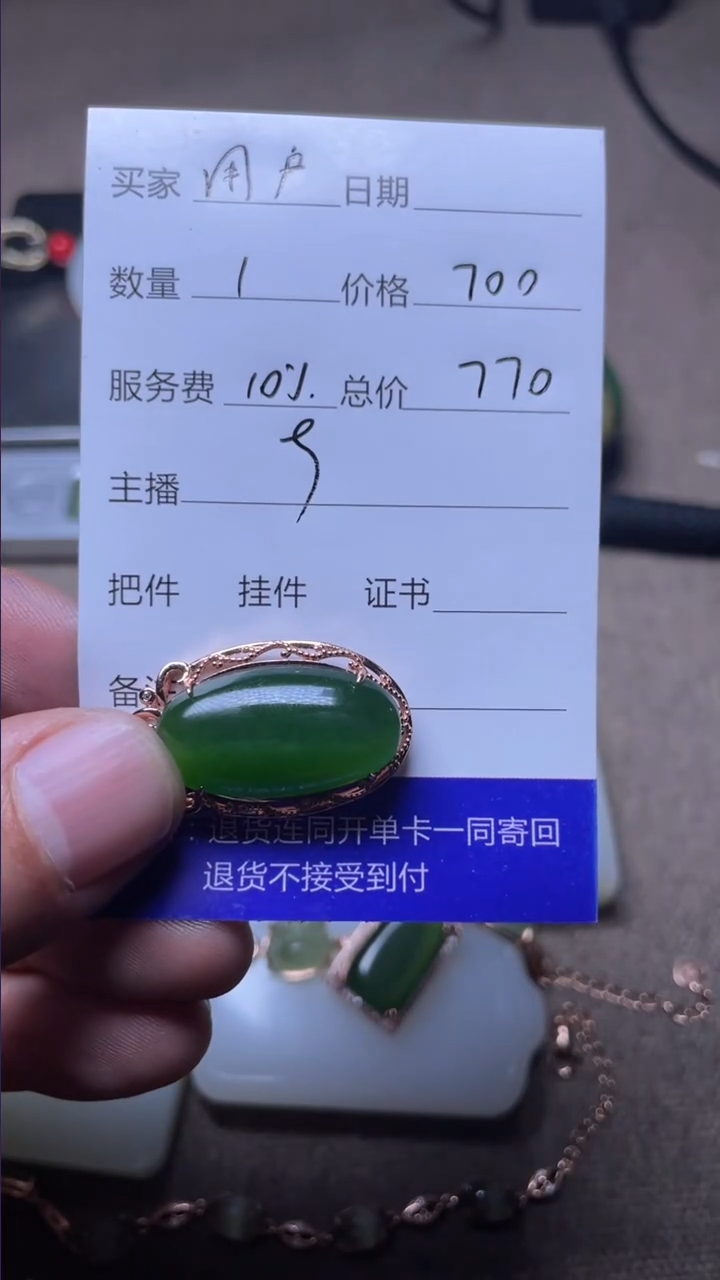 买家 用户 日期
数量 1 价格 700
服务费 10% 总价 770
主播
把件 挂件 证书
备
: 退货连同开单卡一同寄回
退货不接受到付